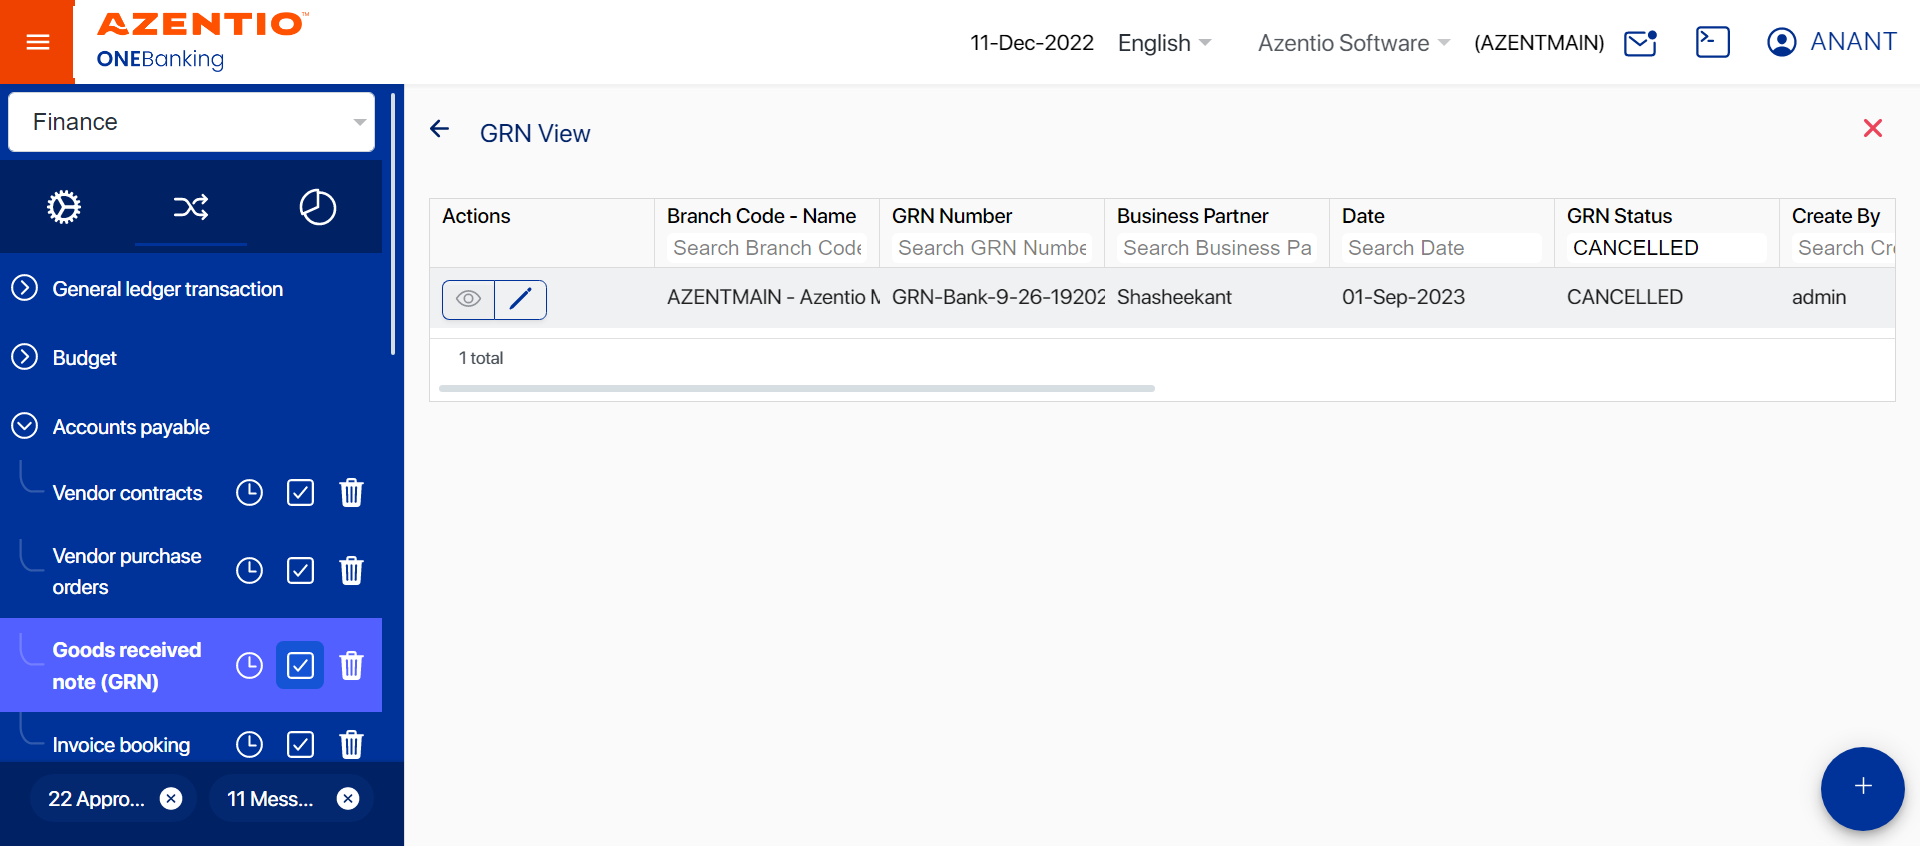 AZENTIO™
ONEBanking
11-Dec-2022
English
Azentio Software
(AZENTMAIN)
ANANT
Finance
General ledger transaction
Budget
Accounts payable
Vendor contracts
Vendor purchase
orders
Goods received
note (GRN)
Invoice booking
22 Appro...
11 Mess...
GRN View
Actions
Branch Code - Name
GRN Number
Business Partner
Date
GRN Status
Create By
Search Branch Code
Search GRN Numbe
Search Business Pa
Search Date
CANCELLED
Search Cre
AZENTMAIN - Azentio M
GRN-Bank-9-26-19202
Shasheekant
01-Sep-2023
CANCELLED
admin
1 total